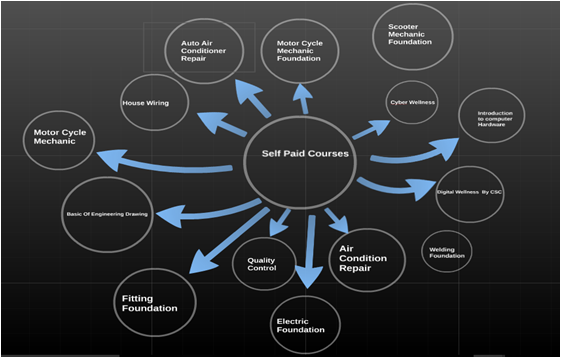 Scooter
Mechanic
Foundation
Auto Air
Conditioner
Repair
Motor Cycle
Mechanic
Foundation
House Wiring
Cyber Wellness
Introduction
to computer
Hardware
Motor Cycle
Mechanic
Self Paid Courses
Digital Wellness By CSC
Basic Of Engineering Drawing
Quality
Control
Air
Condition
Repair
Welding
Foundation
Fitting
Foundation
Electric
Foundation